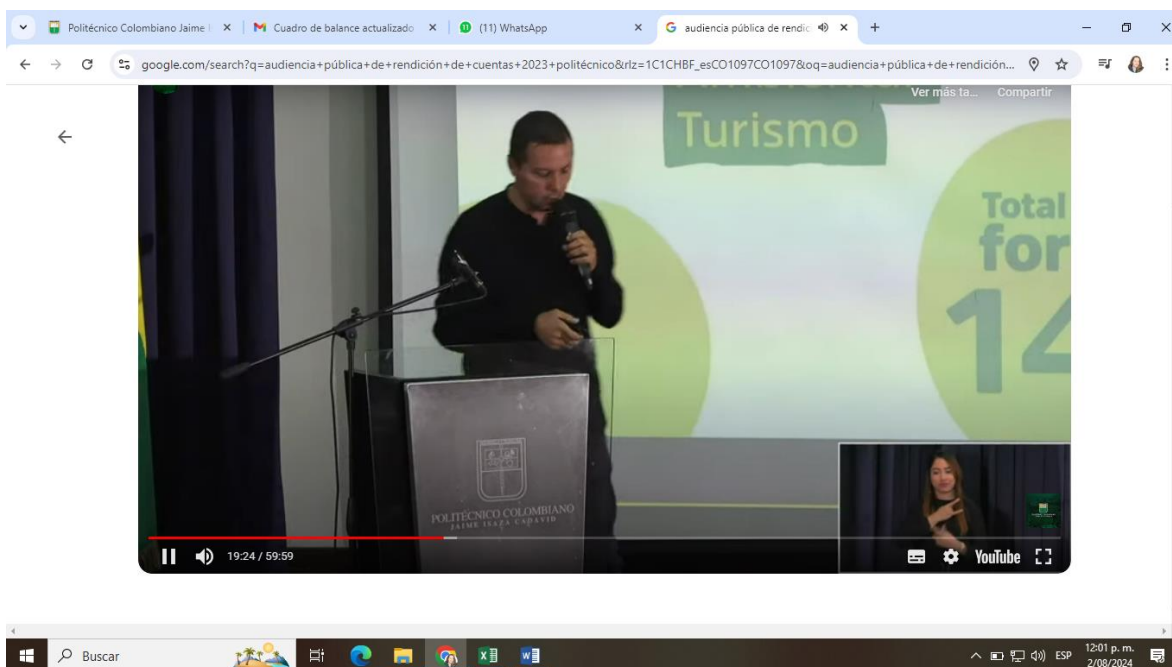 Politécnico Colombiano Jaime I
Cuadro de balance actualizado
(11) WhatsApp
audiencia pública de rendic
google.com/search?q=audiencia+pública+de+rendición+de+cuentas+2023+politécnico&rlz=1C1CHBF_esCO1097CO1097&oq=audiencia+pública+de+rendición...
Ver más ta... Compartir
Turismo
Total
for
14
POLITÉCNICO COLOMBIANO
JAIME ISAZA CADAVID
19:24 / 59:59
YouTube
Buscar
ESP
12:01 p. m.
2/08/2024